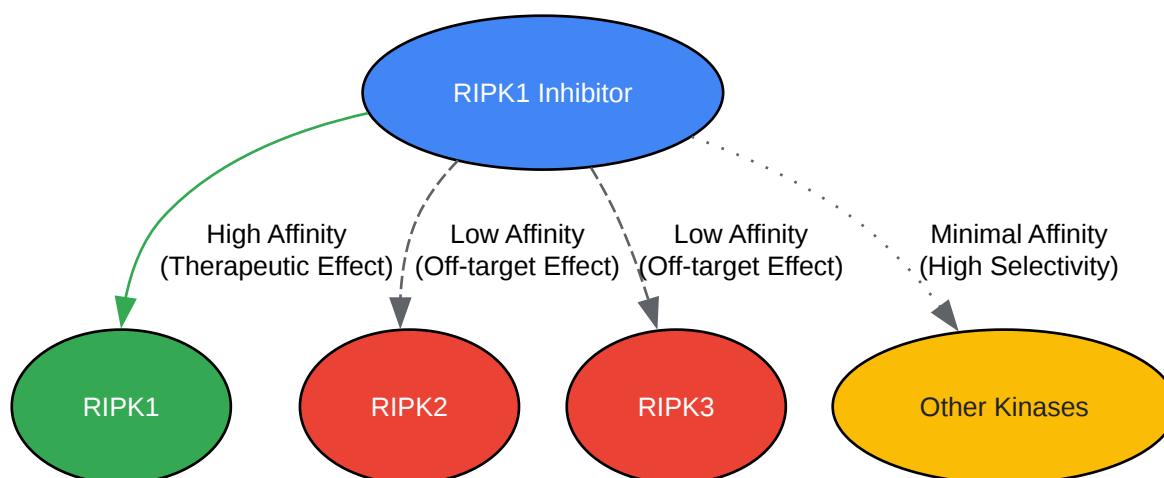 RIPK1 Inhibitor
High Affinity
(Therapeutic Effect)
Low Affinity
(Off-target Effect)
Low Affinity
(Off-target Effect)
Minimal Affinity
(High Selectivity)
RIPK1
RIPK2
RIPK3
Other Kinases